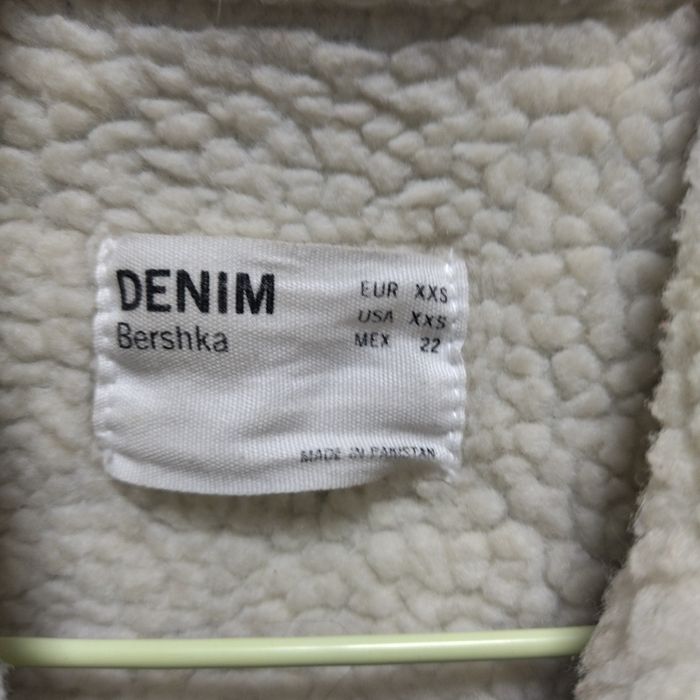 DENIM
Bershka
EUR XXS
USA XXS
MEX 22
MADE IN PAKISTAN